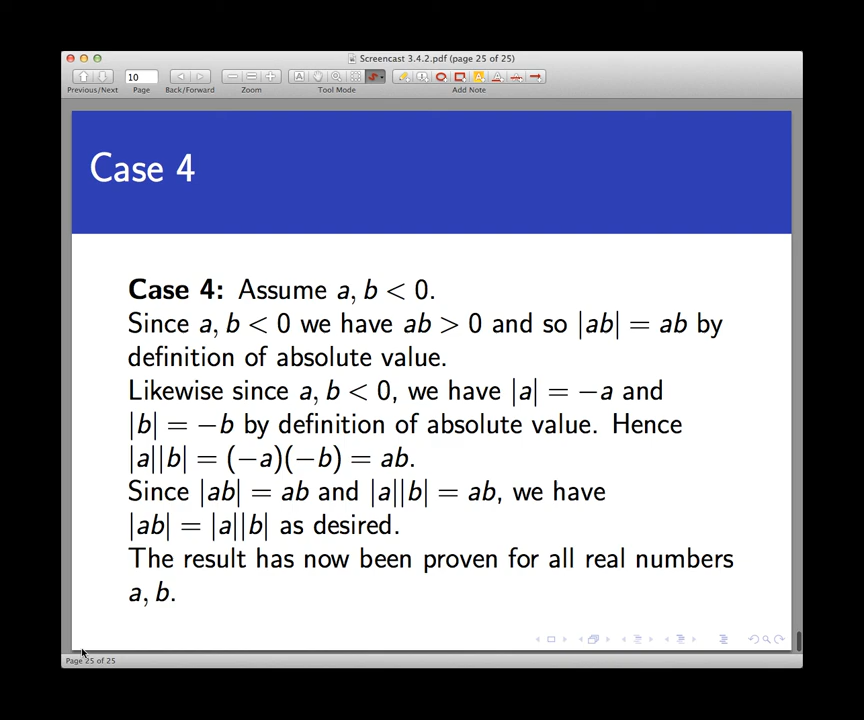 Screencast 3.4.2.pdf (page 25 of 25)
10
Previous/Next Page Back/Forward Zoom Tool Mode Add Note
Case 4
Case 4: Assume a, b < 0.
Since a, b < 0 we have ab > 0 and so |ab| = ab by
definition of absolute value.
Likewise since a, b < 0, we have |a| = −a and
|b| = −b by definition of absolute value. Hence
|a||b| = (−a)(−b) = ab.
Since |ab| = ab and |a||b| = ab, we have
|ab| = |a||b| as desired.
The result has now been proven for all real numbers
a, b.
Page 25 of 25